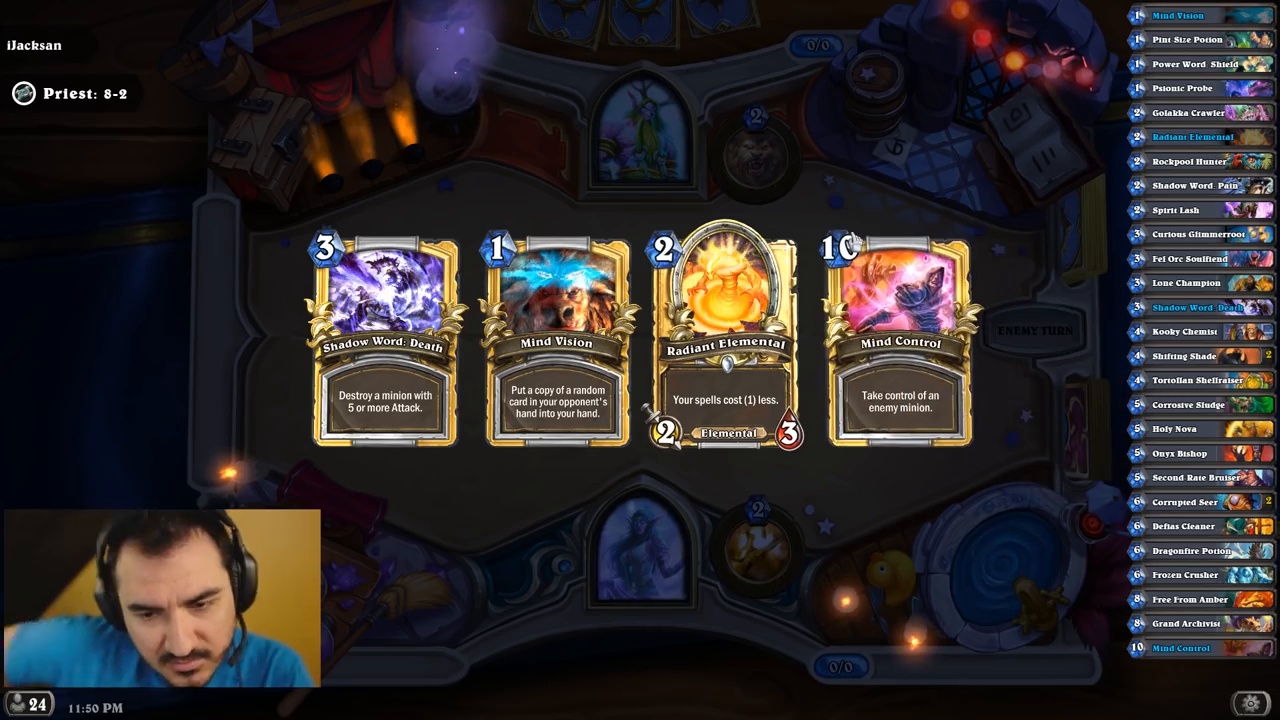 iJacksan
Priest: 8-2
0/0
2
3
Shadow Word: Death
Destroy a minion with
5 or more Attack.
1
Mind Vision
Put a copy of a random
card in your opponent's
hand into your hand.
2
Radiant Elemental
Your spells cost (1) less.
2
Elemental
3
10
Mind Control
Take control of an
enemy minion.
ENEMY TURN
2
0/0
24
11:50 PM
1 Mind Vision
1 Pint Size Potion
1 Power Word: Shield
1 Psionic Probe
2 Golakka Crawler
2 Radiant Elemental
2 Rockpool Hunter
2 Shadow Word: Pain
2 Spirit Lash
3 Curious Glimmerroot
3 Fel Orc Soulfiend
3 Lone Champion
3 Shadow Word: Death
4 Kooky Chemist
4 Shifting Shade 2
4 Tortollan Shellraiser
5 Corrosive Sludge
5 Holy Nova
5 Onyx Bishop
5 Second-Rate Bruiser
6 Corrupted Seer 2
6 Defias Cleaner
6 Dragonfire Potion
6 Frozen Crusher
8 Free From Amber
8 Grand Archivist
10 Mind Control